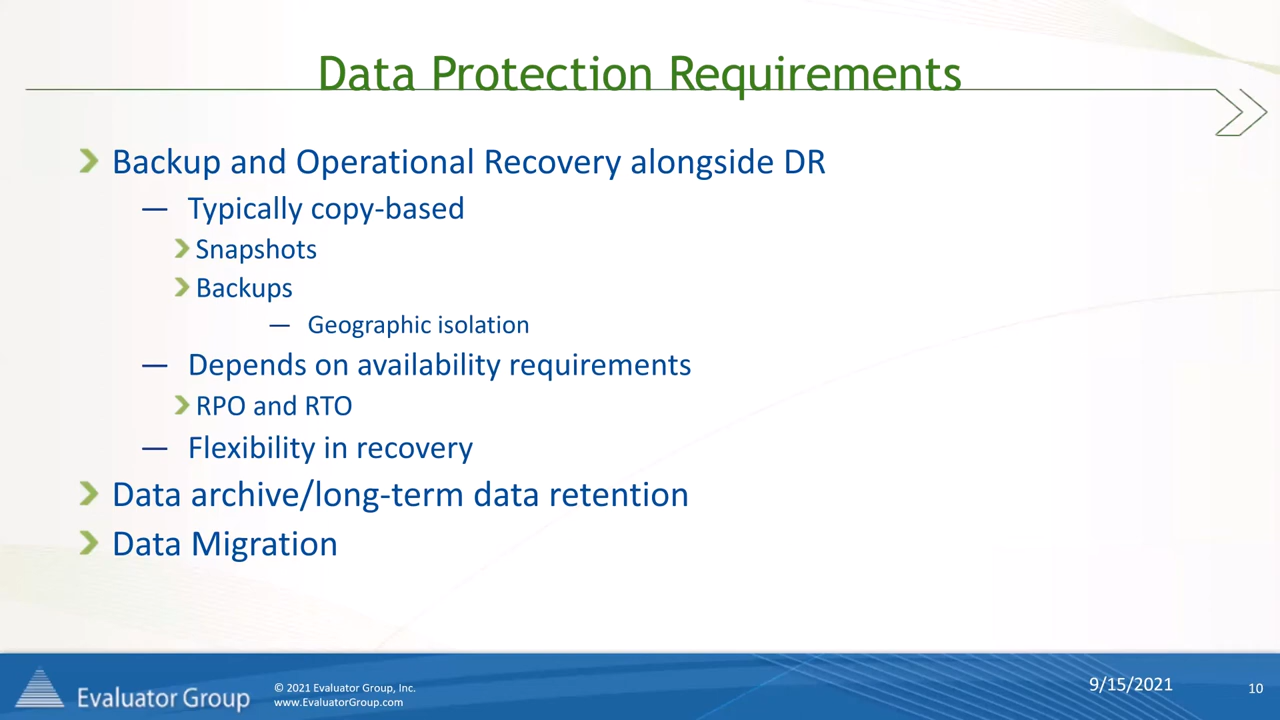 Data Protection Requirements
Backup and Operational Recovery alongside DR
— Typically copy-based
Snapshots
Backups
— Geographic isolation
— Depends on availability requirements
RPO and RTO
— Flexibility in recovery
Data archive/long-term data retention
Data Migration
Evaluator Group
© 2021 Evaluator Group, Inc.
www.EvaluatorGroup.com
9/15/2021
10